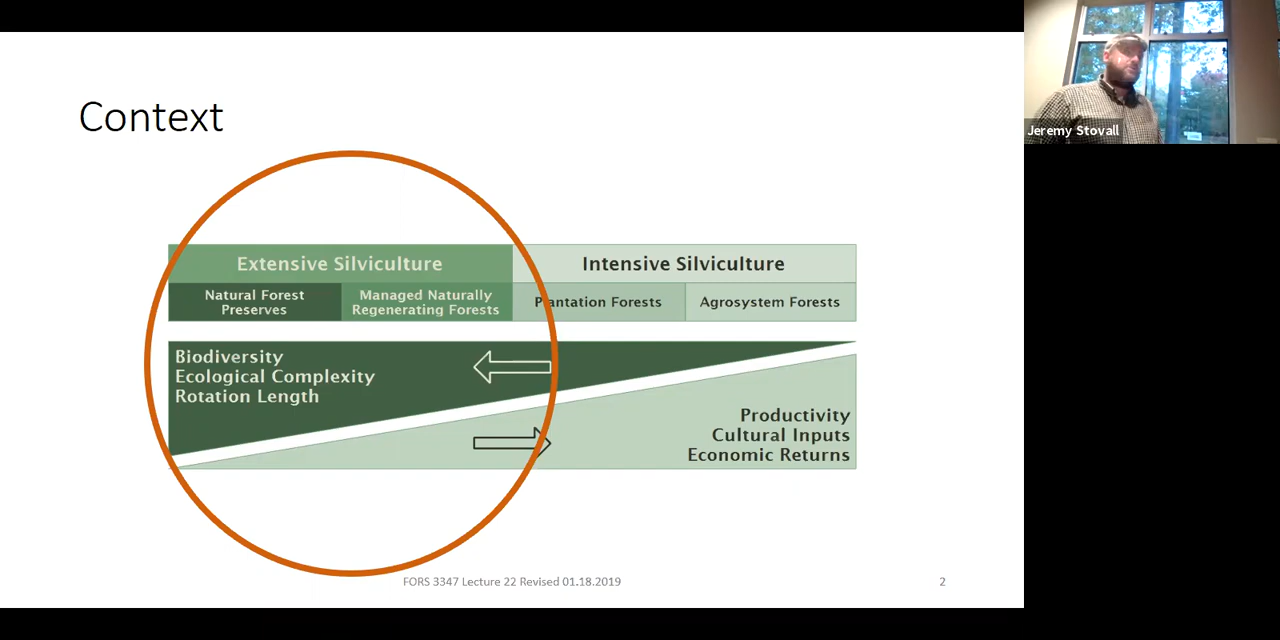 Context
Extensive Silviculture
Intensive Silviculture
Natural Forest
Preserves
Managed Naturally
Regenerating Forests
Plantation Forests
Agrosystem Forests
Biodiversity
Ecological Complexity
Rotation Length
Productivity
Cultural Inputs
Economic Returns
FORS 3347 Lecture 22 Revised 01.18.2019
2
Jeremy Stovall